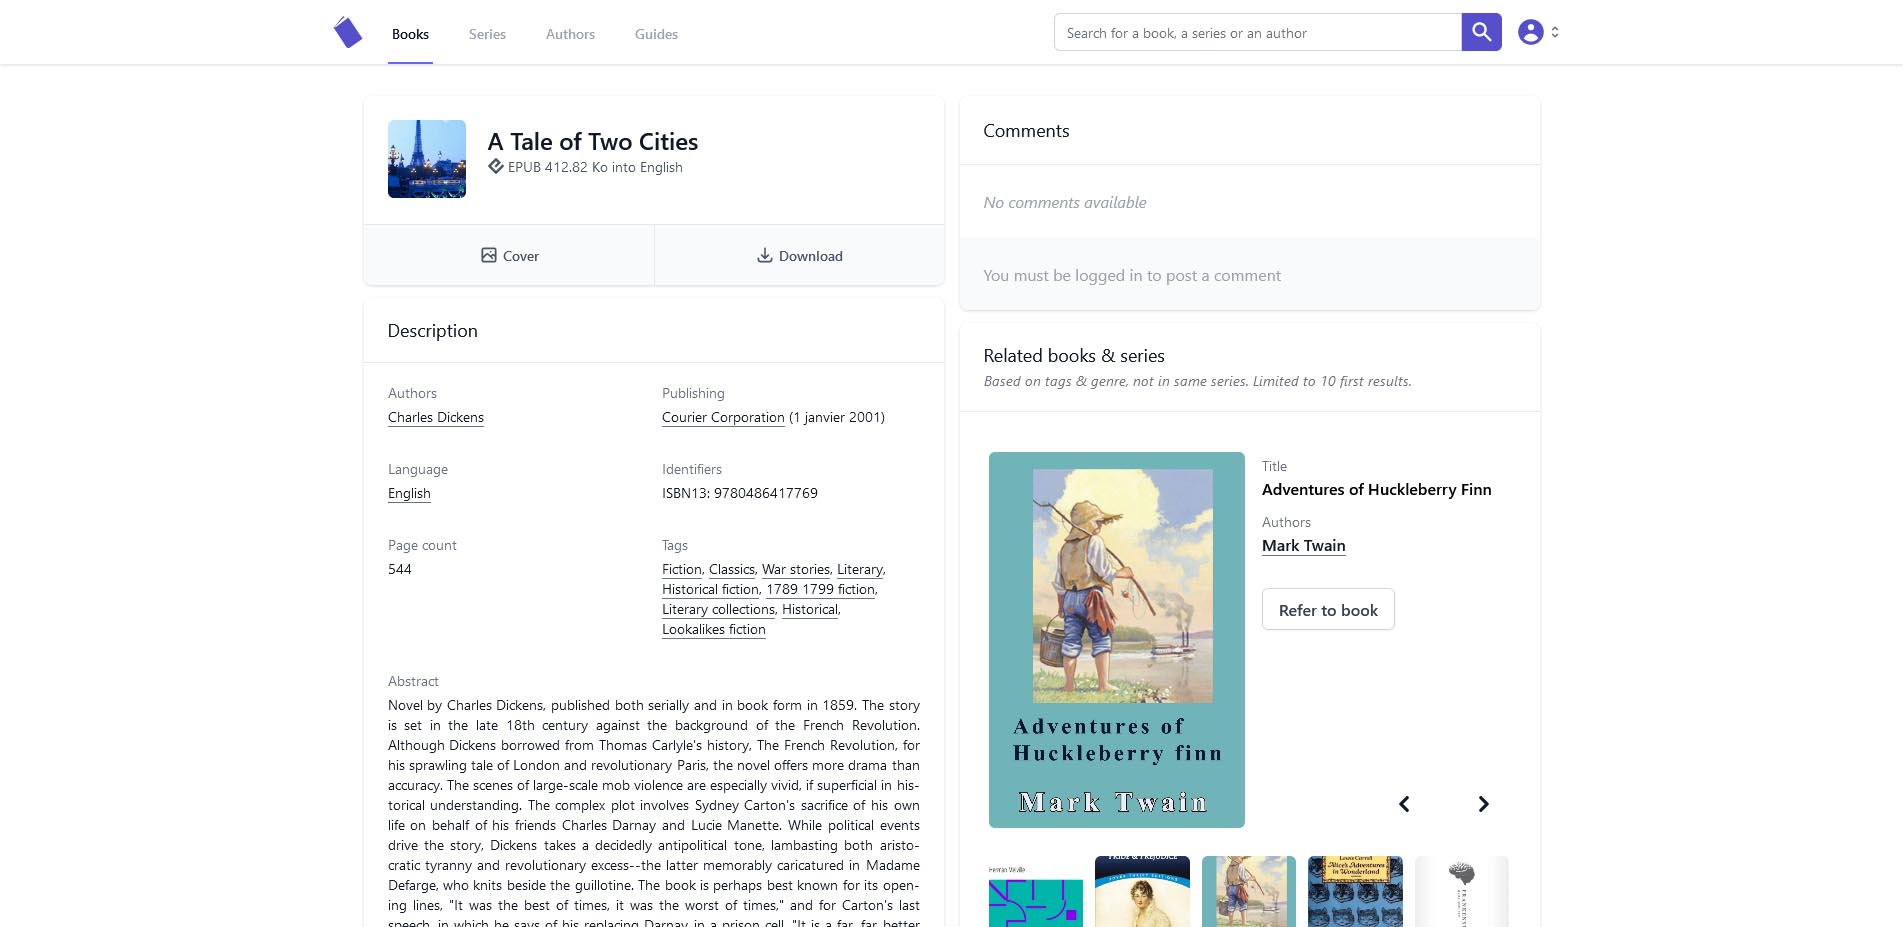 Books
Series
Authors
Guides
Search for a book, a series or an author
A Tale of Two Cities
EPUB 412.82 Ko into English
Cover
Download
Description
Authors
Charles Dickens
Publishing
Courier Corporation (1 janvier 2001)
Language
English
Identifiers
ISBN13: 9780486417769
Page count
544
Tags
Fiction, Classics, War stories, Literary,
Historical fiction, 1789 1799 fiction,
Literary collections, Historical,
Lookalikes fiction
Abstract
Novel by Charles Dickens, published both serially and in book form in 1859. The story
is set in the late 18th century against the background of the French Revolution.
Although Dickens borrowed from Thomas Carlyle's history, The French Revolution, for
his sprawling tale of London and revolutionary Paris, the novel offers more drama than
accuracy. The scenes of large-scale mob violence are especially vivid, if superficial in his-
torical understanding. The complex plot involves Sydney Carton's sacrifice of his own
life on behalf of his friends Charles Darnay and Lucie Manette. While political events
drive the story, Dickens takes a decidedly antipolitical tone, lambasting both aristo-
cratic tyranny and revolutionary excess--the latter memorably caricatured in Madame
Defarge, who knits beside the guillotine. The book is perhaps best known for its open-
ing lines, "It was the best of times, it was the worst of times," and for Carton's last
speech, in which he says of his replacing Darnay in a prison cell, "It is a far, far better
Comments
No comments available
You must be logged in to post a comment
Related books & series
Based on tags & genre, not in same series. Limited to 10 first results.
Adventures of
Huckleberry finn
Mark Twain
Title
Adventures of Huckleberry Finn
Authors
Mark Twain
Refer to book
Herman Melville
PRIDE & PREJUDICE
Lewis Carroll
Alice's Adventures
in Wonderland